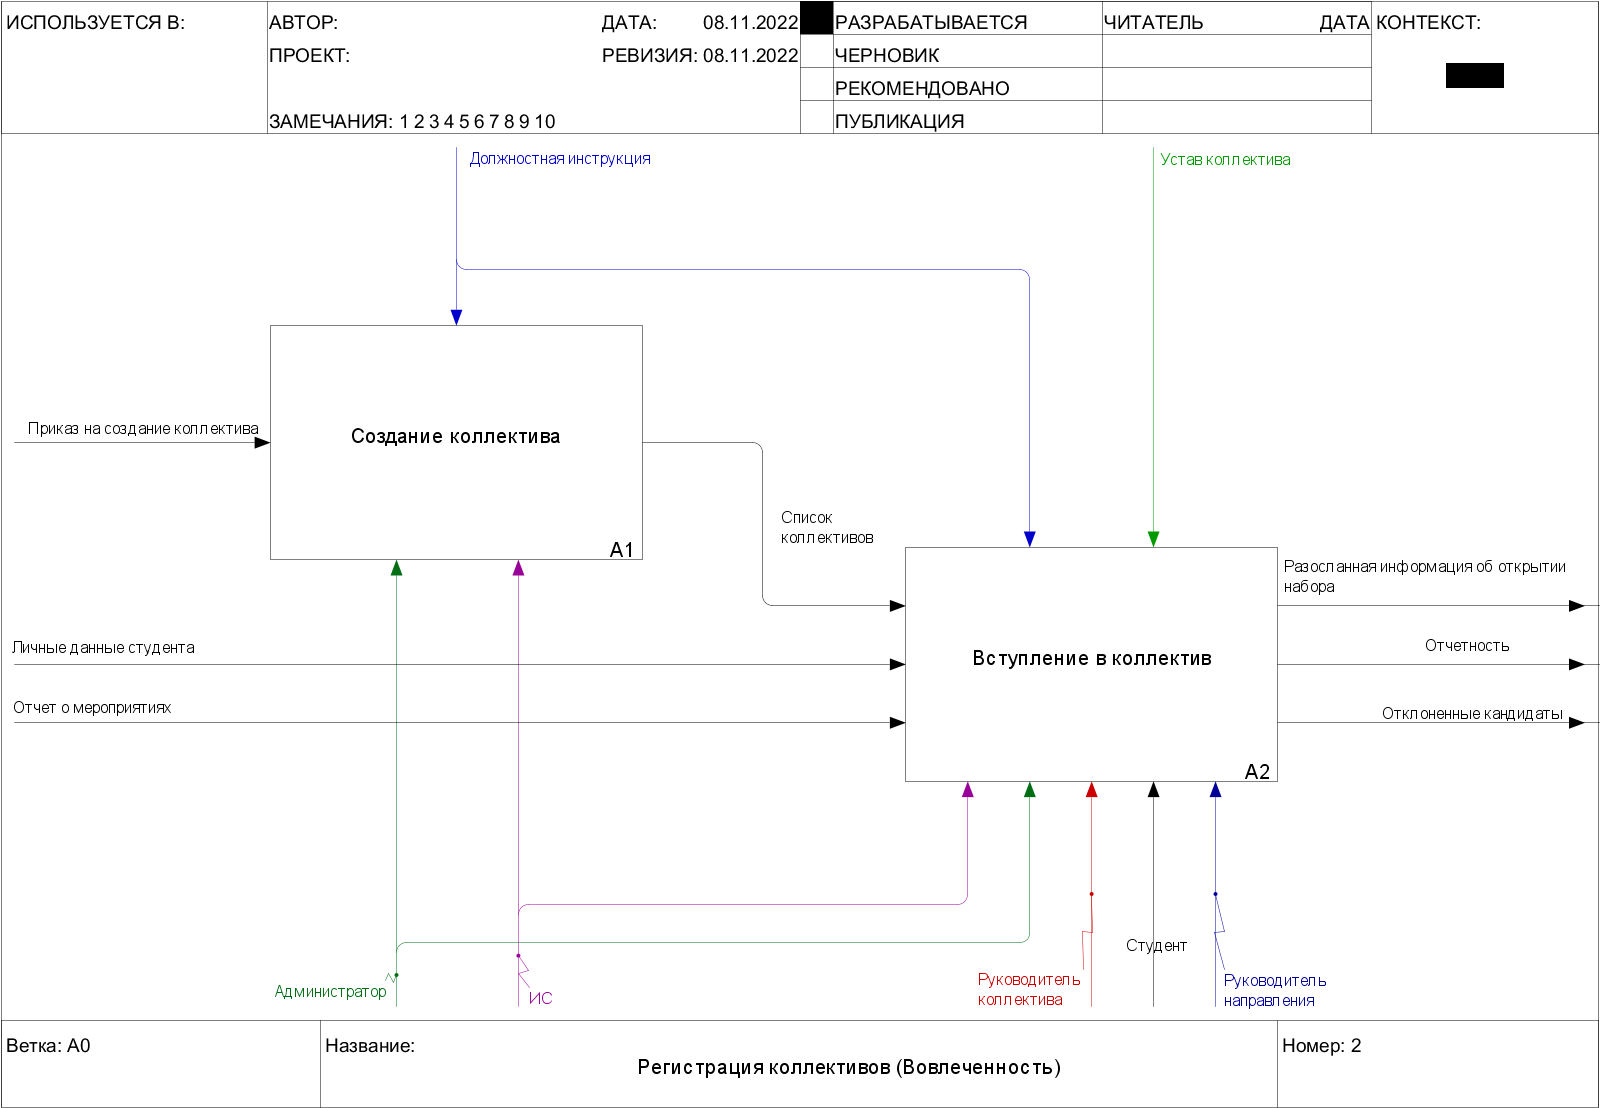 ИСПОЛЬЗУЕТСЯ В:
АВТОР:
ДАТА: 08.11.2022
РАЗРАБАТЫВАЕТСЯ
ЧИТАТЕЛЬ
ДАТА
КОНТЕКСТ:
ПРОЕКТ:
РЕВИЗИЯ: 08.11.2022
ЧЕРНОВИК
РЕКОМЕНДОВАНО
ЗАМЕЧАНИЯ: 1 2 3 4 5 6 7 8 9 10
ПУБЛИКАЦИЯ
Должностная инструкция
Устав коллектива
Приказ на создание коллектива
Создание коллектива
A1
Список
коллективов
Разосланная информация об открытии
набора
Личные данные студента
Вступление в коллектив
Отчетность
Отчет о мероприятиях
Отклоненные кандидаты
A2
Студент
Администратор
ИС
Руководитель
коллектива
Руководитель
направления
Ветка: A0
Название:
Регистрация коллективов (Вовлеченность)
Номер: 2